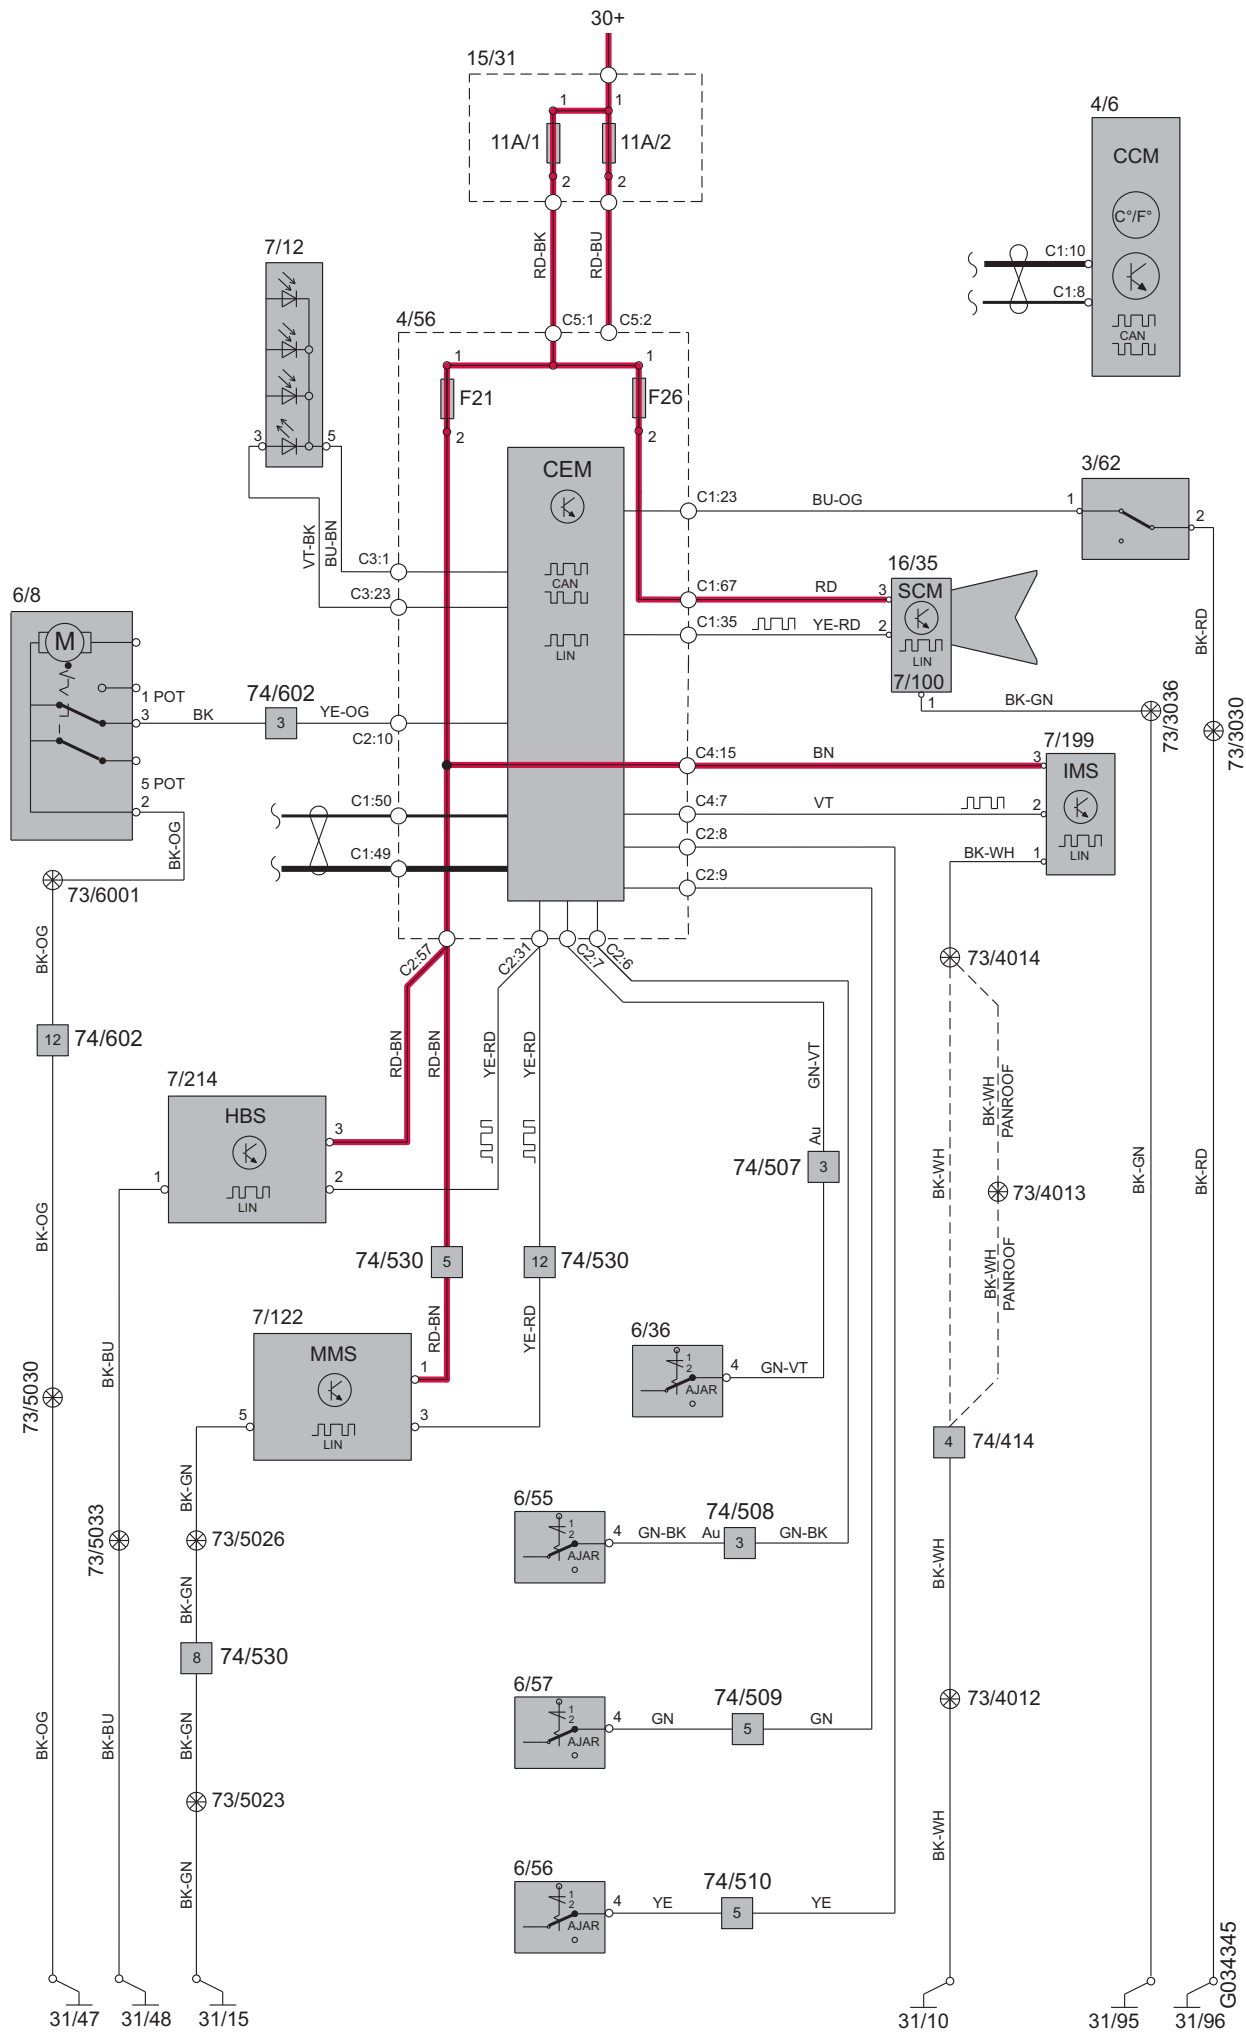 30+
15/31
1
1
11A/1
11A/2
2
2
4/6
CCM
C°/F°
C1:10
C1:8
CAN
RD-BK
RD-BU
7/12
3
5
4/56
C5:1
C5:2
1
1
F21
F26
2
2
CEM
CAN
LIN
VT-BK
BU-BN
C3:1
C3:23
C1:23
BU-OG
3/62
1
2
16/35
SCM
LIN
7/100
C1:67
RD
3
C1:35
YE-RD
2
1
BK-GN
BK-RD
73/3036
73/3030
6/8
M
1 POT
3
BK
74/602
3
YE-OG
C2:10
5 POT
2
BK-OG
C4:15
BN
3
7/199
IMS
LIN
C4:7
VT
2
C1:50
C1:49
C2:8
C2:9
BK-WH
1
73/6001
BK-OG
C2:57
C2:31
C2:7
C2:6
73/4014
12
74/602
RD-BN
RD-BN
YE-RD
YE-RD
GN-VT
BK-WH
PANROOF
7/214
HBS
LIN
3
2
1
Au
74/507
3
BK-WH
73/4013
BK-GN
BK-RD
BK-OG
74/530
5
12
74/530
BK-WH
PANROOF
RD-BN
YE-RD
7/122
MMS
LIN
1
3
5
BK-BU
6/36
1
2
AJAR
4
GN-VT
73/5030
4
74/414
BK-GN
6/55
1
2
AJAR
4
GN-BK
Au
74/508
3
GN-BK
73/5033
73/5026
BK-GN
BK-WH
8
74/530
6/57
1
2
AJAR
4
GN
74/509
5
GN
73/4012
BK-OG
BK-BU
BK-GN
73/5023
BK-WH
BK-GN
6/56
1
2
AJAR
4
YE
74/510
5
YE
31/47
31/48
31/15
31/10
31/95
31/96
G034345